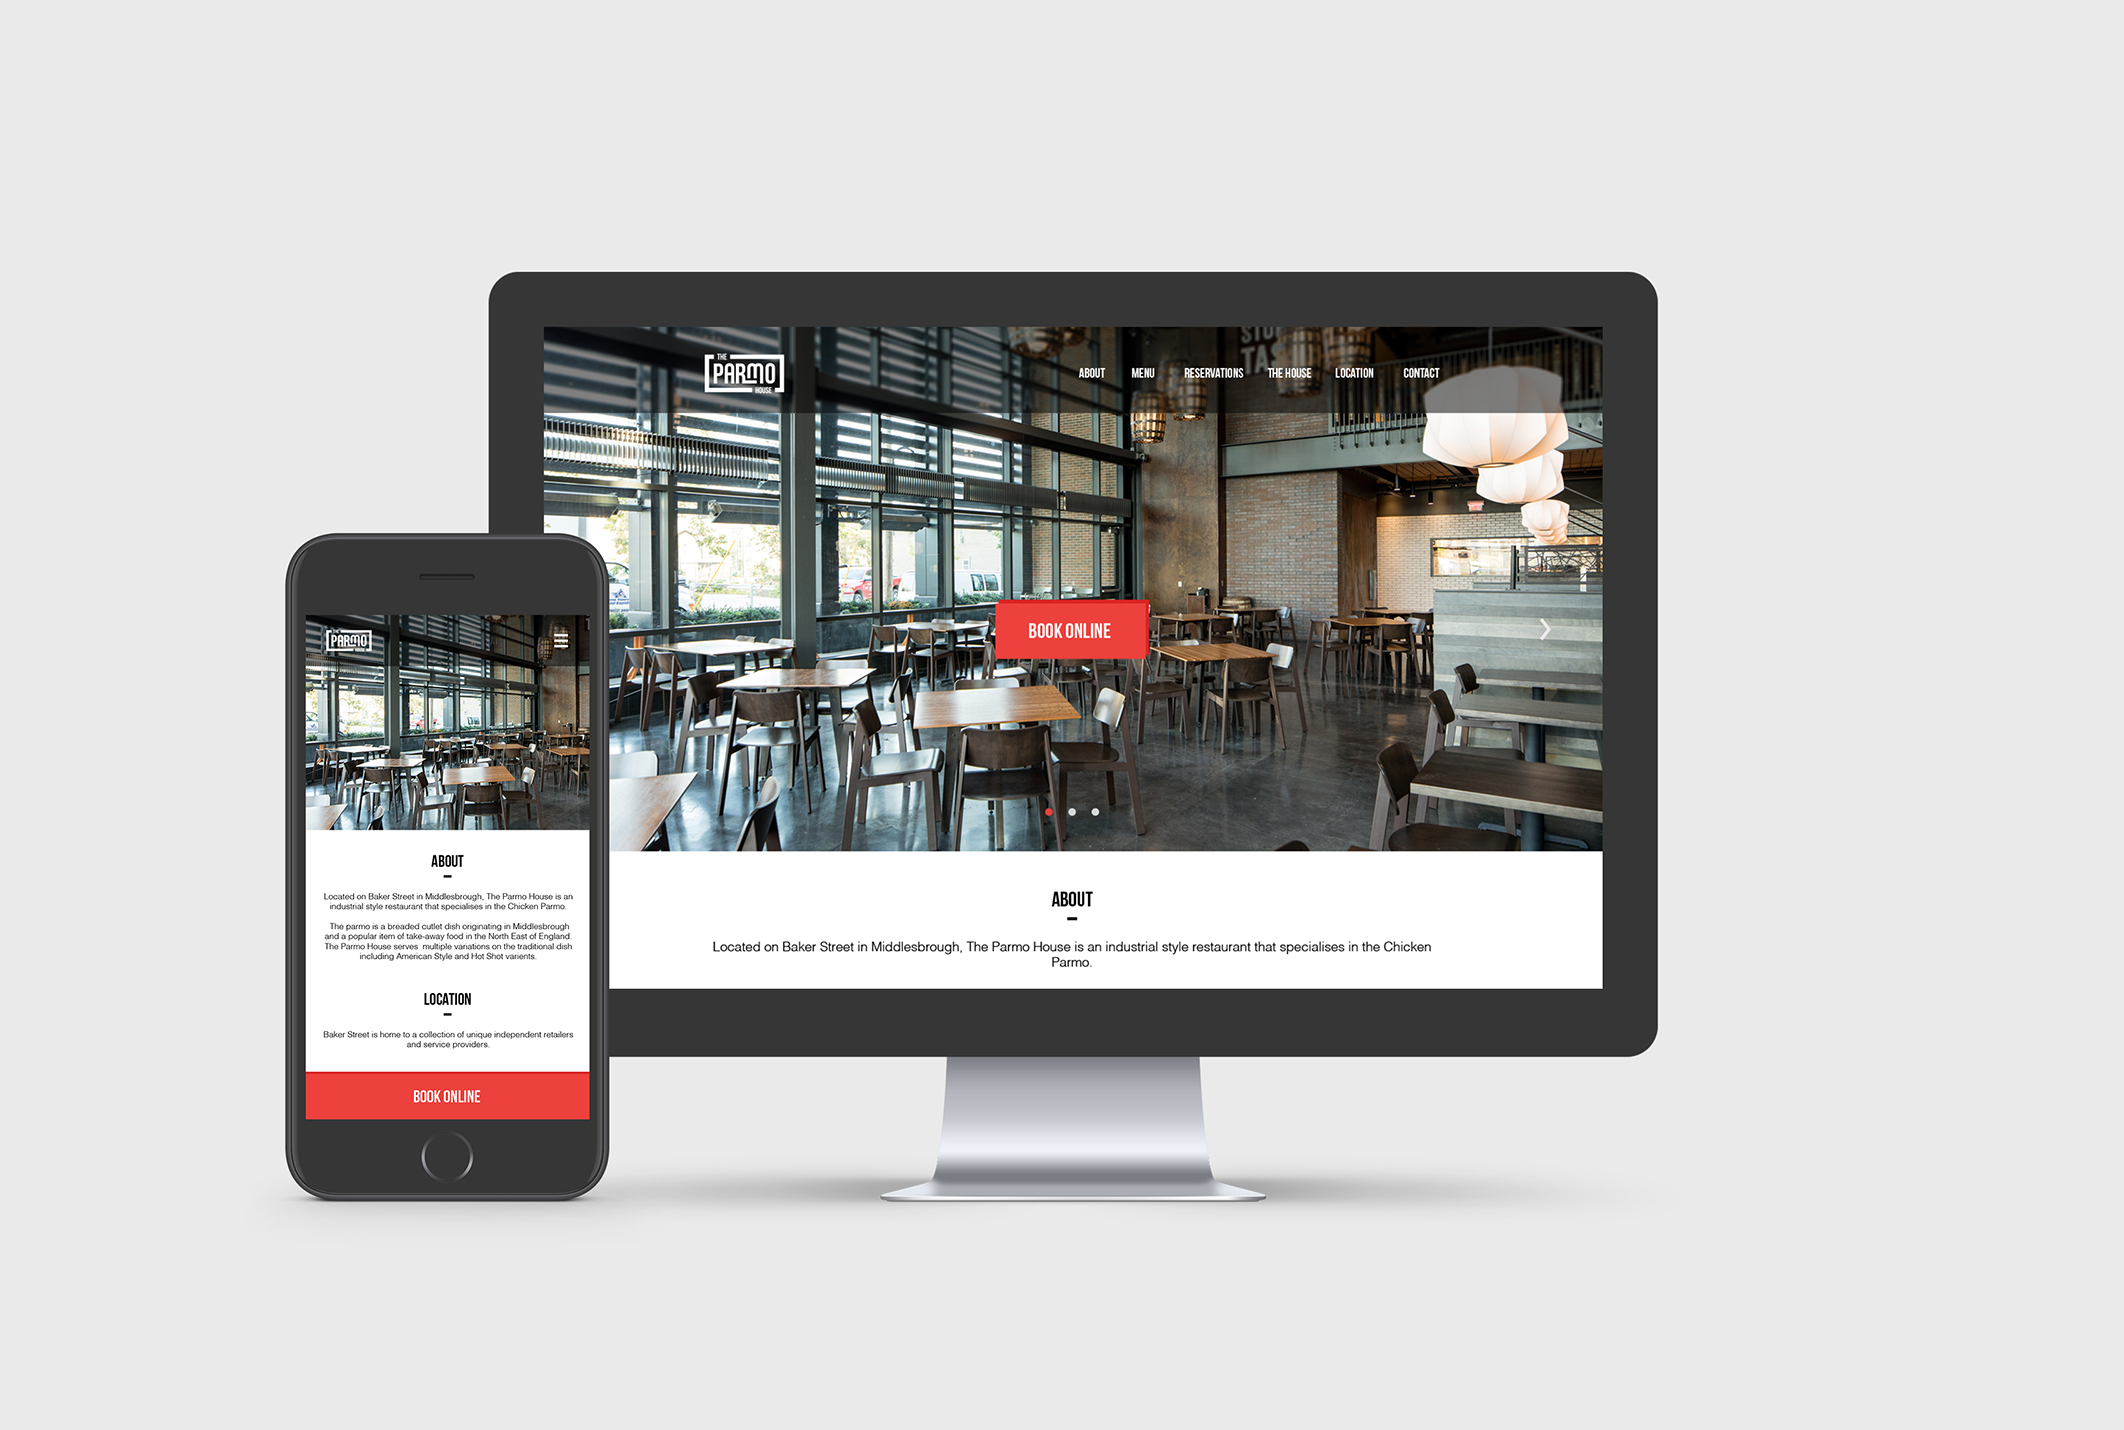 THE
PARMO
HOUSE
ABOUT MENU RESERVATIONS THE HOUSE LOCATION CONTACT
BOOK ONLINE
ABOUT
Located on Baker Street in Middlesbrough, The Parmo House is an industrial style restaurant that specialises in the Chicken
Parmo.
THE
PARMO
HOUSE
ABOUT
Located on Baker Street in Middlesbrough, The Parmo House is an
industrial style restaurant that specialises in the Chicken Parmo.
The parmo is a breaded cutlet dish originating in Middlesbrough
and a popular item of take-away food in the North East of England.
The Parmo House serves multiple variations on the traditional dish
including American Style and Hot Shot varients.
LOCATION
Baker Street is home to a collection of unique independent retailers
and service providers.
BOOK ONLINE